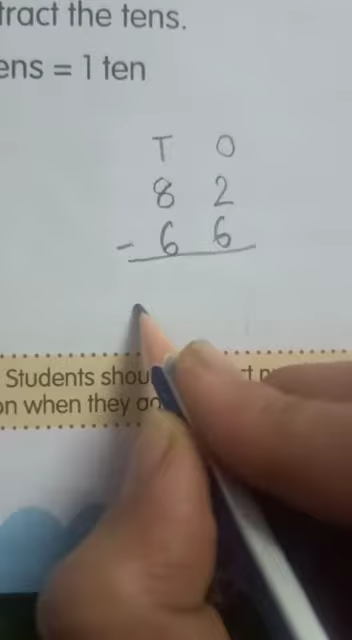 tract the tens.
ens = 1 ten
T O
8 2
- 6 6
Students shou
on when they